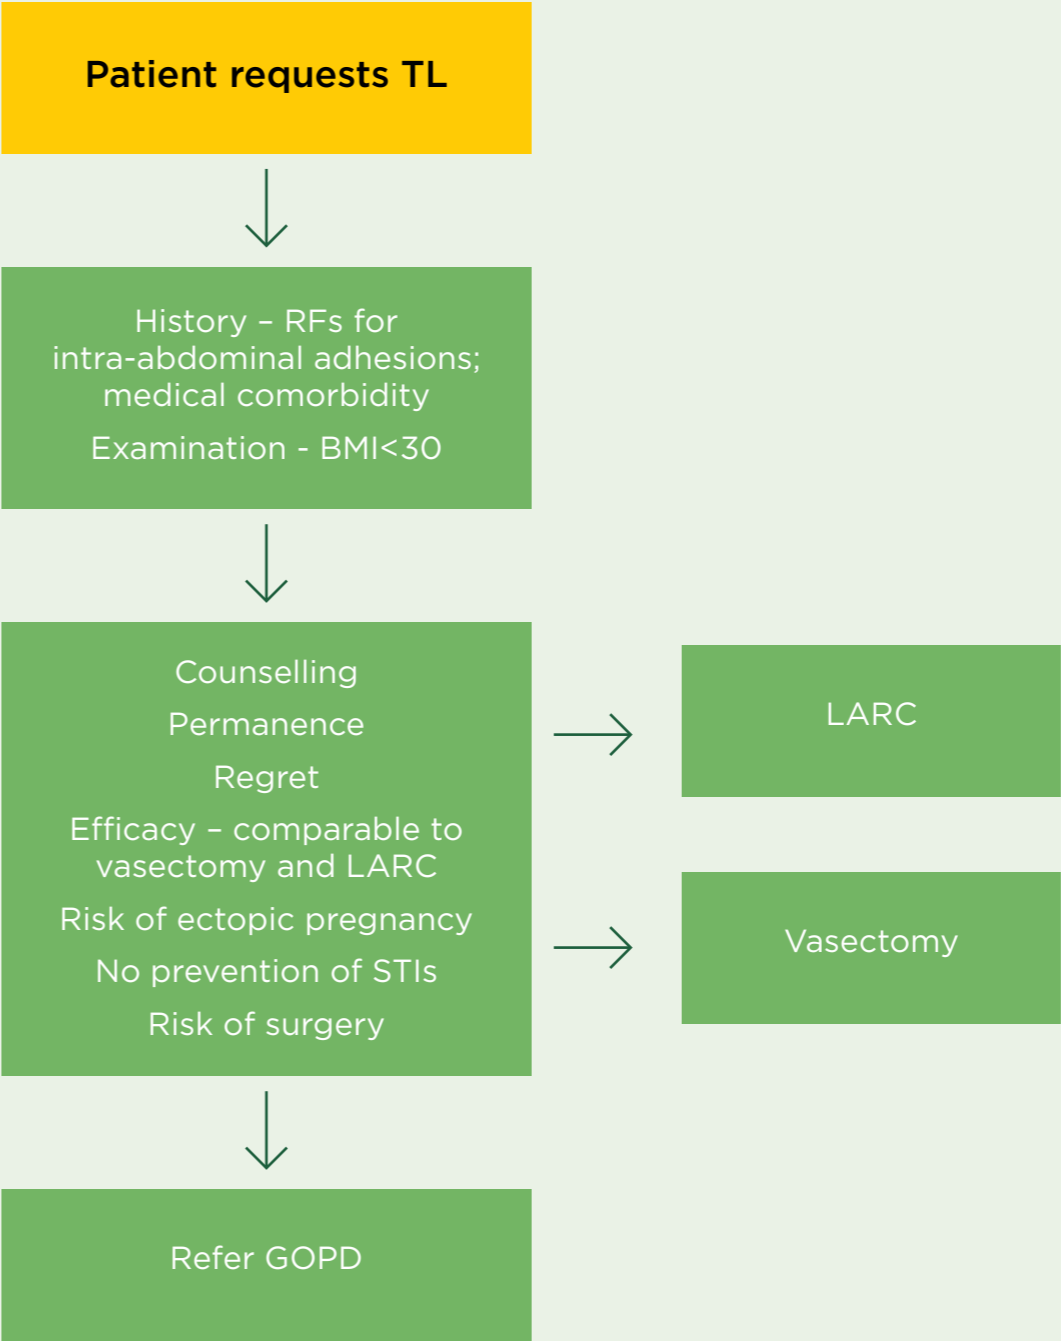 Patient requests TL
History – RFs for
intra-abdominal adhesions;
medical comorbidity
Examination - BMI<30
Counselling
Permanence
Regret
Efficacy – comparable to
vasectomy and LARC
Risk of ectopic pregnancy
No prevention of STIs
Risk of surgery
LARC
Vasectomy
Refer GOPD